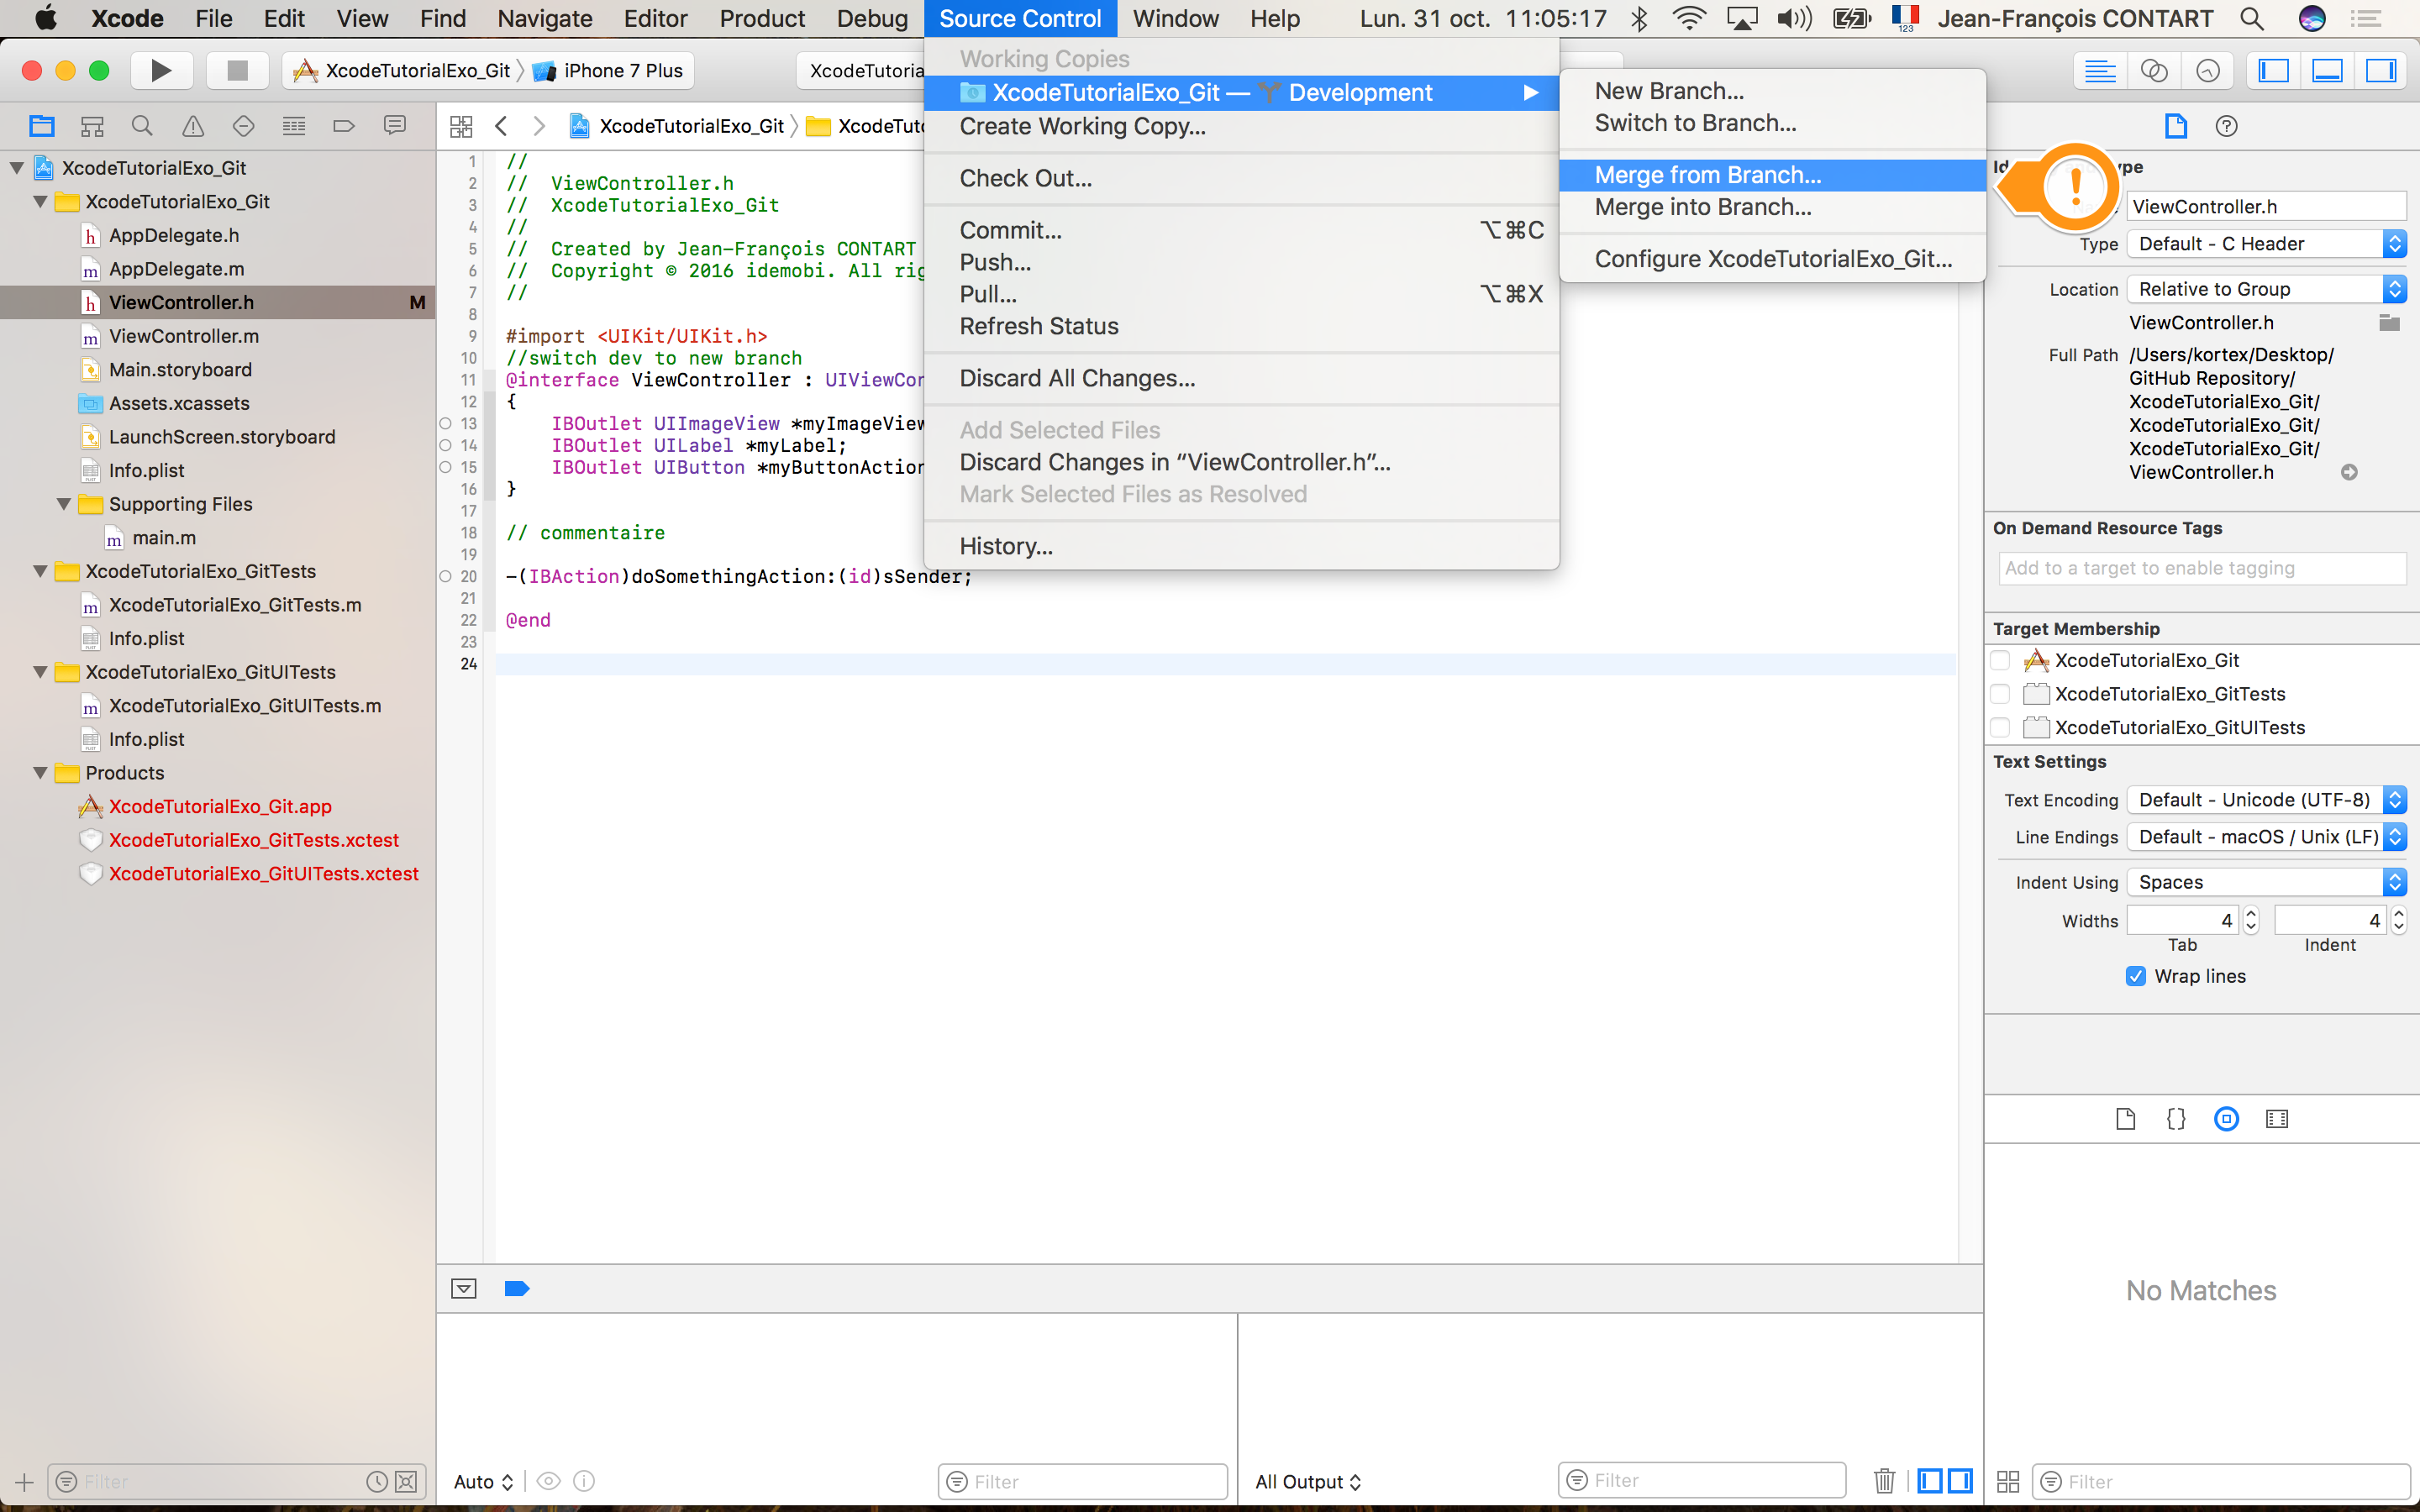 Xcode File Edit View Find Navigate Editor Product Debug Source Control Window Help Lun. 31 oct. 11:05:17 123 Jean-François CONTART
XcodeTutorialExo_Git iPhone 7 Plus XcodeTutoria
XcodeTutorialExo_Git XcodeTuto
XcodeTutorialExo_Git
XcodeTutorialExo_Git
h AppDelegate.h
m AppDelegate.m
h ViewController.h M
m ViewController.m
Main.storyboard
Assets.xcassets
LaunchScreen.storyboard
Info.plist
Supporting Files
m main.m
XcodeTutorialExo_GitTests
m XcodeTutorialExo_GitTests.m
Info.plist
XcodeTutorialExo_GitUITests
m XcodeTutorialExo_GitUITests.m
Info.plist
Products
XcodeTutorialExo_Git.app
XcodeTutorialExo_GitTests.xctest
XcodeTutorialExo_GitUITests.xctest
Filter
1 //
2 // ViewController.h
3 // XcodeTutorialExo_Git
4 //
5 // Created by Jean-François CONTART
6 // Copyright © 2016 idemobi. All rig
7 //
8
9 #import <UIKit/UIKit.h>
10 //switch dev to new branch
11 @interface ViewController : UIViewCon
12 {
13 IBOutlet UIImageView *myImageView
14 IBOutlet UILabel *myLabel;
15 IBOutlet UIButton *myButtonAction
16 }
17
18 // commentaire
19
20 -(IBAction)doSomethingAction:(id)sSender;
21
22 @end
23
24
Working Copies
XcodeTutorialExo_Git — Development
Create Working Copy...
Check Out...
Commit... ⌥⌘C
Push...
Pull... ⌥⌘X
Refresh Status
Discard All Changes...
Add Selected Files
Discard Changes in “ViewController.h”...
Mark Selected Files as Resolved
History...
New Branch...
Switch to Branch...
Merge from Branch...
Merge into Branch...
Configure XcodeTutorialExo_Git...
!
Id ype
ViewController.h
Type Default - C Header
Location Relative to Group
ViewController.h
Full Path /Users/kortex/Desktop/
GitHub Repository/
XcodeTutorialExo_Git/
XcodeTutorialExo_Git/
XcodeTutorialExo_Git/
ViewController.h
On Demand Resource Tags
Add to a target to enable tagging
Target Membership
XcodeTutorialExo_Git
XcodeTutorialExo_GitTests
XcodeTutorialExo_GitUITests
Text Settings
Text Encoding Default - Unicode (UTF-8)
Line Endings Default - macOS / Unix (LF)
Indent Using Spaces
Widths 4 4
Tab Indent
Wrap lines
{}
No Matches
Auto Filter
All Output Filter
Filter